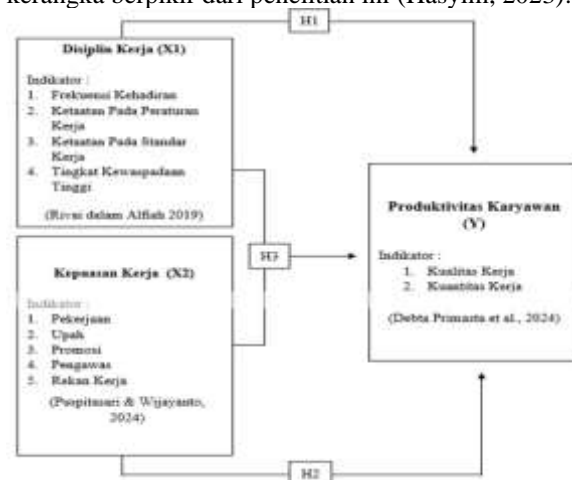 kerangka berpikir dari penelitian ini (Hasyim, 2023).
H1
Disiplin Kerja (X1)
Indikator :
1. Frekuensi Kehadiran
2. Ketaatan Pada Peraturan
Kerja
3. Ketaatan Pada Standar
Kerja
4. Tingkat Kewaspadaan
Tinggi
(Rivai dalam Alfiah 2019)
H3
Produktivitas Karyawan
(Y)
Indikator :
1. Kualitas Kerja
2. Kuantitas Kerja
(Debta Primasta et al., 2024)
Kepuasan Kerja (X2)
Indikator :
1. Pekerjaan
2. Upah
3. Promosi
4. Pengawas
5. Rekan Kerja
(Puspitasari & Wijayanto,
2024)
H2